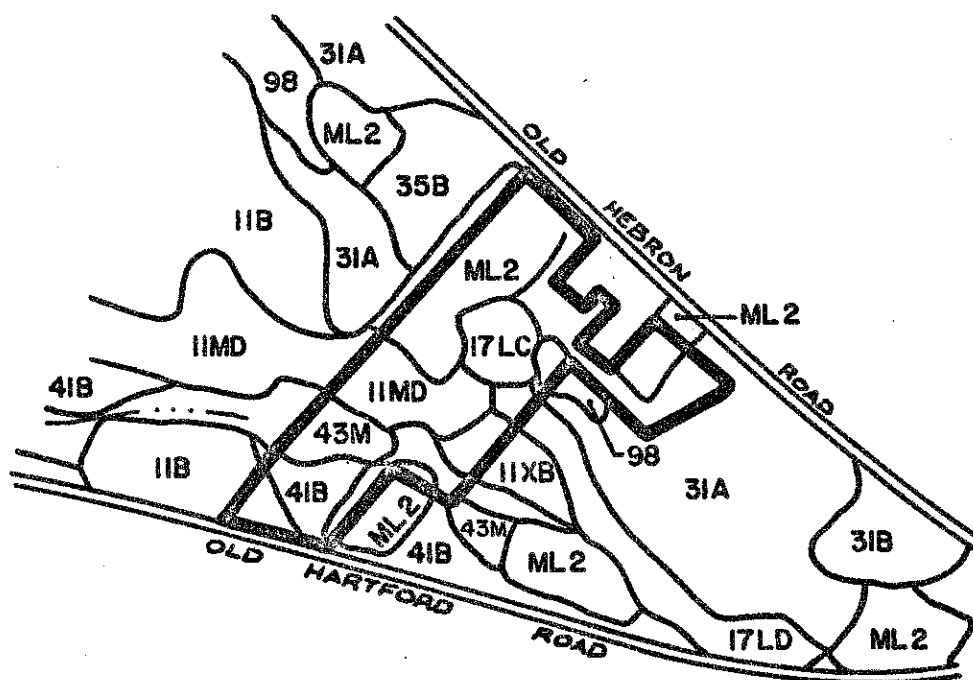 31A
98
ML2
OLD
35B
HEBRON
11B
31A
ML2
ML2
ROAD
17LC
11MD
11MD
41B
43M
98
11XB
31A
11B
41B
ML2
43M
31B
OLD
41B
ML2
HARTFORD
17LD
ML2
ROAD